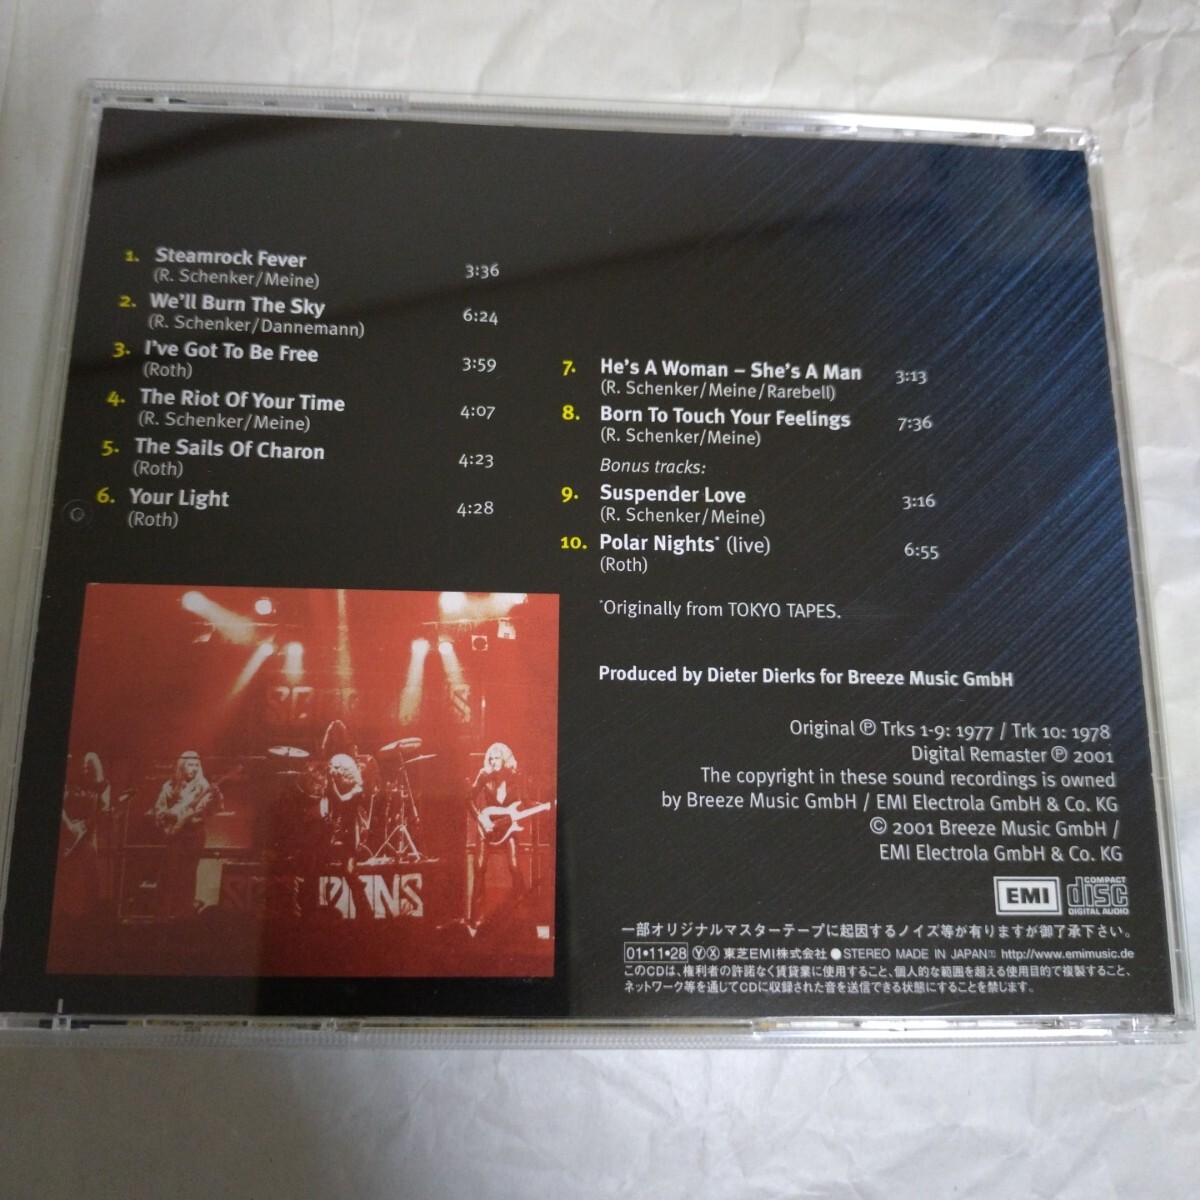 1. Steamrock Fever 3:36
(R. Schenker/Meine)
2. We'll Burn The Sky 6:24
(R. Schenker/Dannemann)
3. I've Got To Be Free 3:59
(Roth)
4. The Riot Of Your Time 4:07
(R. Schenker/Meine)
5. The Sails Of Charon 4:23
(Roth)
6. Your Light 4:28
(Roth)
7. He's A Woman – She's A Man 3:13
(R. Schenker/Meine/Rarebell)
8. Born To Touch Your Feelings 7:36
(R. Schenker/Meine)
Bonus tracks:
9. Suspender Love 3:16
(R. Schenker/Meine)
10. Polar Nights* (live) 6:55
(Roth)
*Originally from TOKYO TAPES.
Produced by Dieter Dierks for Breeze Music GmbH
Original ℗ Trks 1-9: 1977 / Trk 10: 1978
Digital Remaster ℗ 2001
The copyright in these sound recordings is owned
by Breeze Music GmbH / EMI Electrola GmbH & Co. KG
© 2001 Breeze Music GmbH /
EMI Electrola GmbH & Co. KG
EMI COMPACT disc DIGITAL AUDIO
一部オリジナルマスターテープに起因するノイズ等が有りますが御了承下さい。
01•11•28 Ⓨ Ⓧ 東芝EMI株式会社 ●STEREO MADE IN JAPAN http://www.emimusic.de
このCDは、権利者の許諾なく賃貸業に使用すること、個人的な範囲を超える使用目的で複製すること、
ネットワーク等を通じてCDに収録された音を送信できる状態にすることを禁じます。